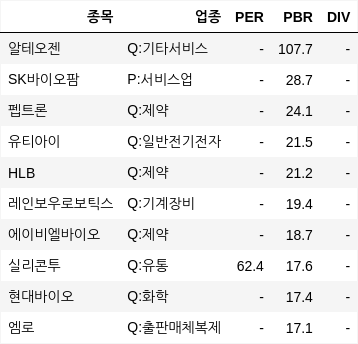 종목 업종 PER PBR DIV
알테오젠 Q:기타서비스 - 107.7 -
SK바이오팜 P:서비스업 - 28.7 -
펩트론 Q:제약 - 24.1 -
유티아이 Q:일반전기전자 - 21.5 -
HLB Q:제약 - 21.2 -
레인보우로보틱스 Q:기계장비 - 19.4 -
에이비엘바이오 Q:제약 - 18.7 -
실리콘투 Q:유통 62.4 17.6 -
현대바이오 Q:화학 - 17.4 -
엠로 Q:출판매체복제 - 17.1 -